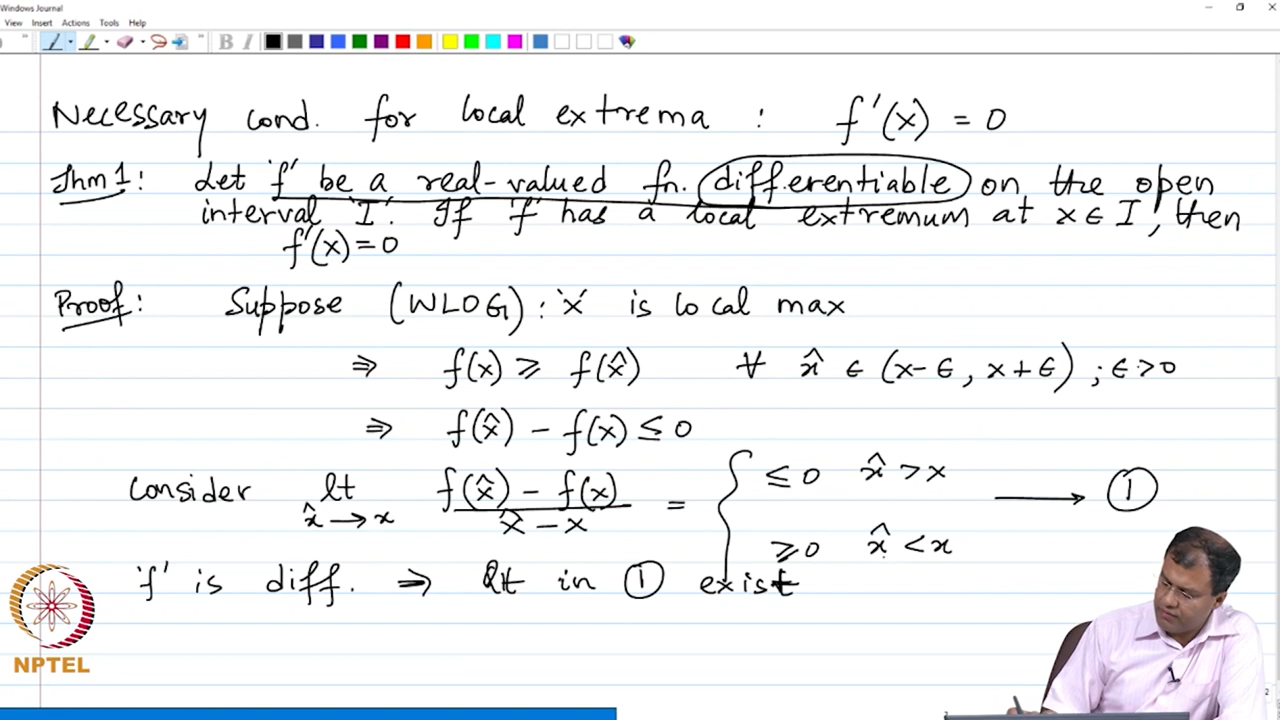 Windows Journal
View Insert Actions Tools Help
Necessary cond. for local extrema : f'(x) = 0
Thm 1: Let 'f' be a real-valued fn. differentiable on the open
interval 'I'. If 'f' has a local extremum at x ∈ I, then
f'(x) = 0
Proof: Suppose (WLOG): 'x' is local max
⇒ f(x) ≥ f(x̂) ∀ x̂ ∈ (x-ϵ, x+ϵ) ; ϵ>0
⇒ f(x̂) - f(x) ≤ 0
Consider lt x̂→x f(x̂) - f(x) / x̂ - x = { ≤ 0 x̂ > x → ①
≥ 0 x̂ < x
'f' is diff. ⇒ lt in ① exist
NPTEL